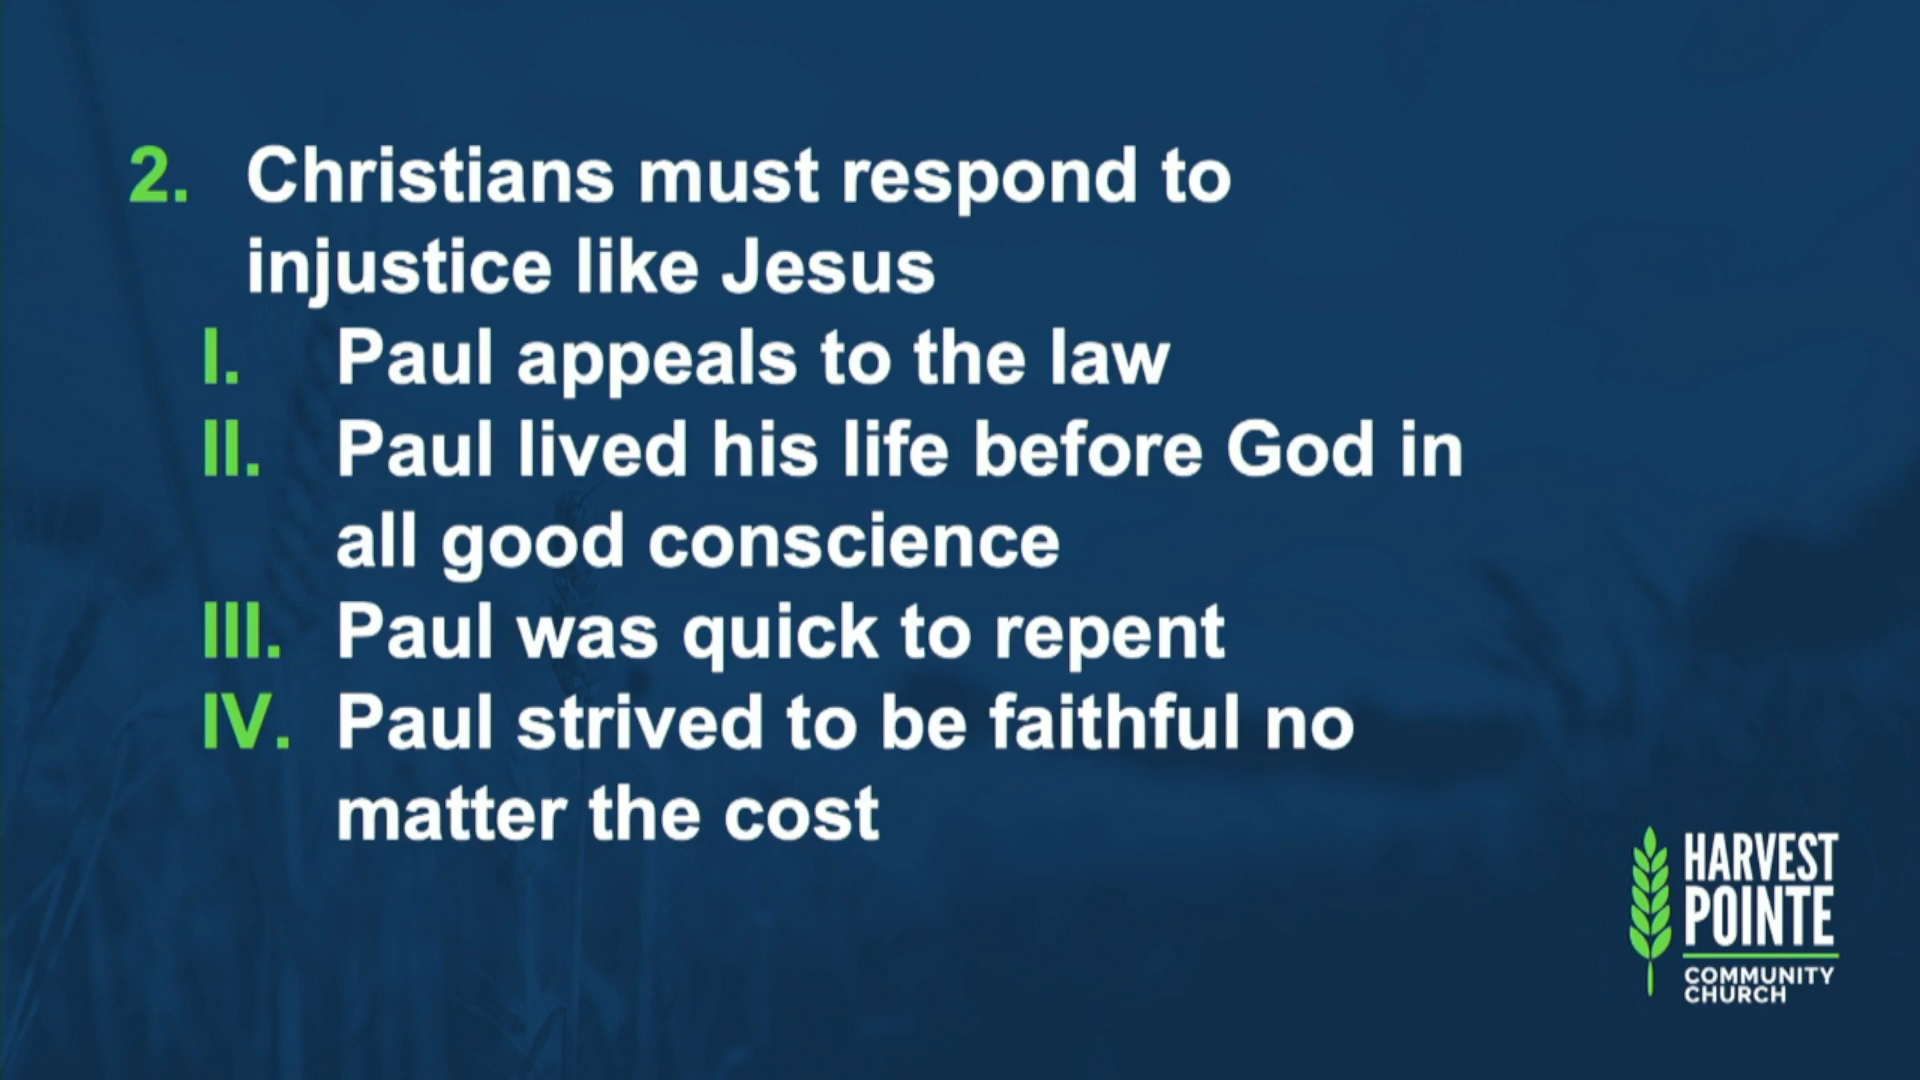 2. Christians must respond to
injustice like Jesus
I. Paul appeals to the law
II. Paul lived his life before God in
all good conscience
III. Paul was quick to repent
IV. Paul strived to be faithful no
matter the cost
HARVEST
POINTE
COMMUNITY
CHURCH